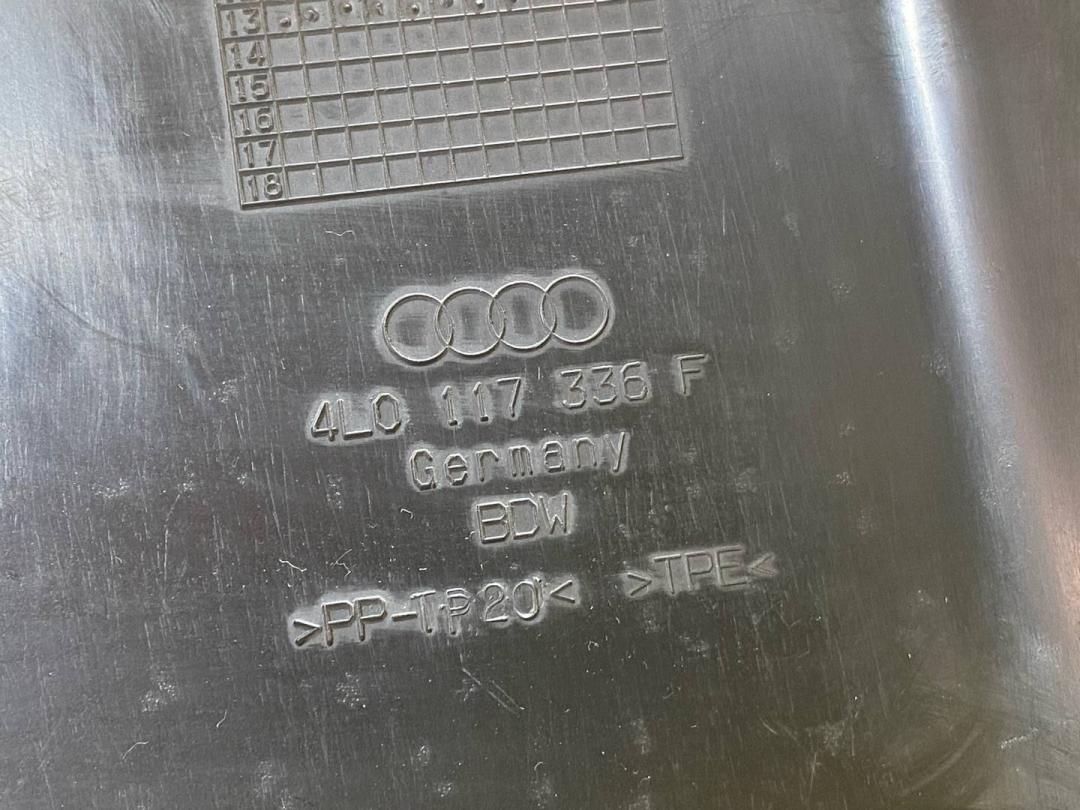 13
14
15
16
17
18
4L0 117 336 F
Germany
BDW
>PP-TP20< >TPE<